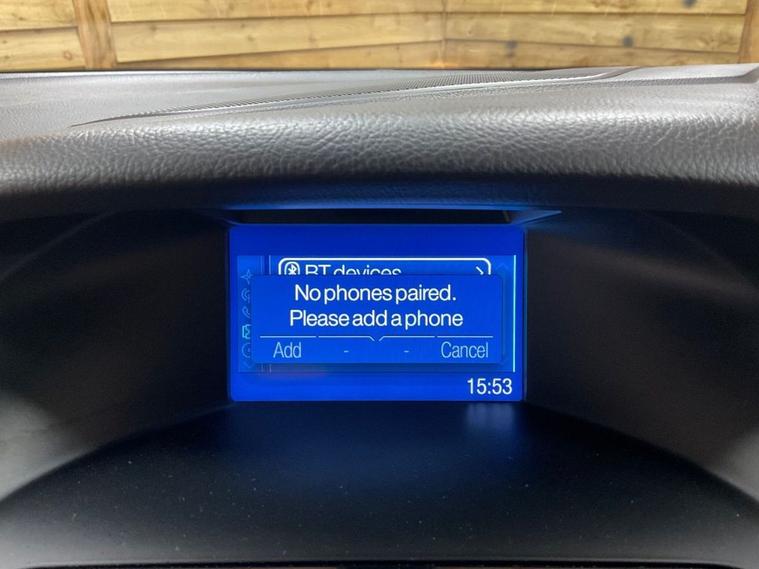 BT devices
No phones paired.
Please add a phone
Add - - Cancel
15:53